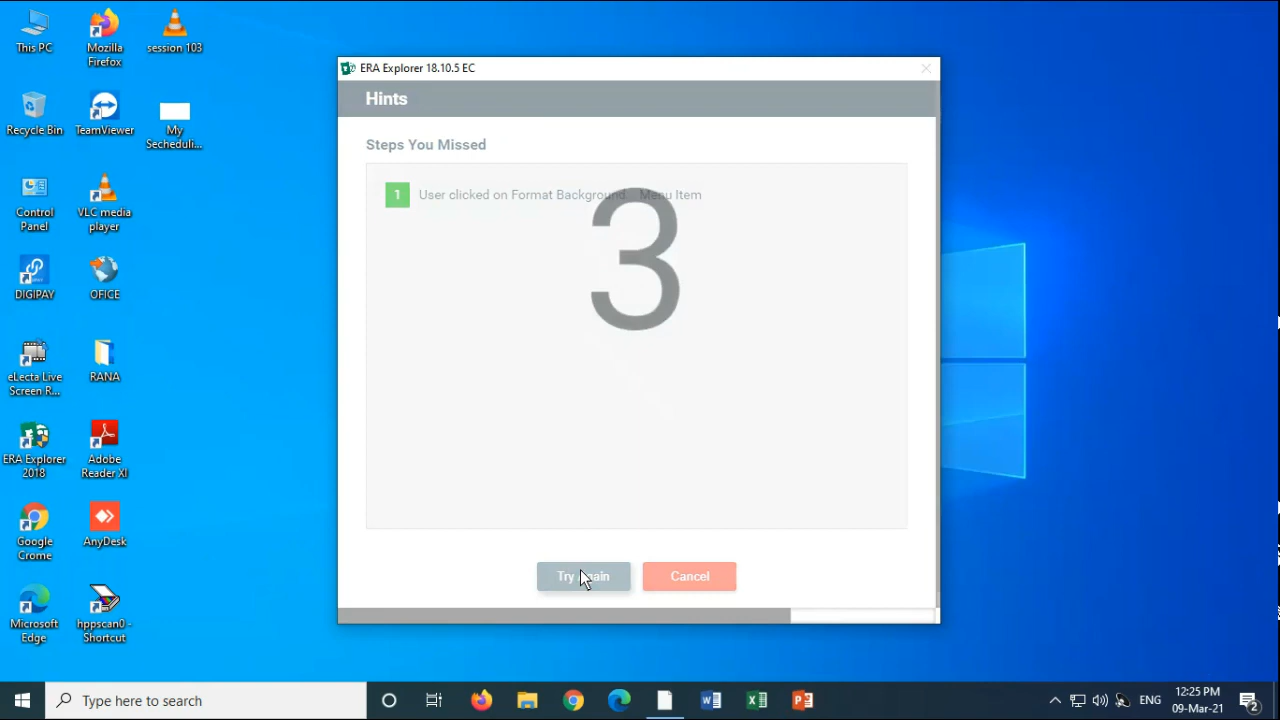 This PC
Mozilla
Firefox
session 103
Recycle Bin
TeamViewer
My
Secheduli...
Control
Panel
VLC media
player
DIGIPAY
OFICE
eLecta Live
Screen R...
RANA
ERA Explorer
2018
Adobe
Reader XI
Google
Crome
AnyDesk
Microsoft
Edge
hppscan0 -
Shortcut
ERA Explorer 18.10.5 EC
Hints
Steps You Missed
1 User clicked on Format Background... Menu Item
3
Try Again
Cancel
Type here to search
ENG
12:25 PM
09-Mar-21
2